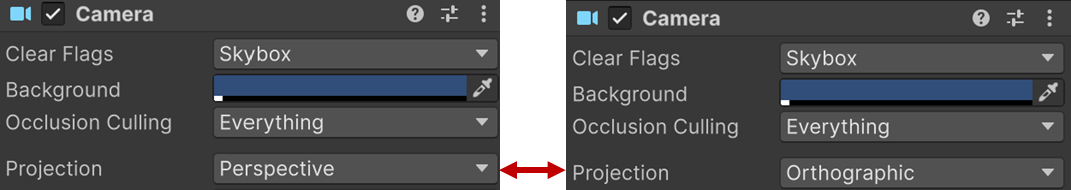 Camera
Clear Flags Skybox
Background
Occlusion Culling Everything
Projection Perspective
Camera
Clear Flags Skybox
Background
Occlusion Culling Everything
Projection Orthographic